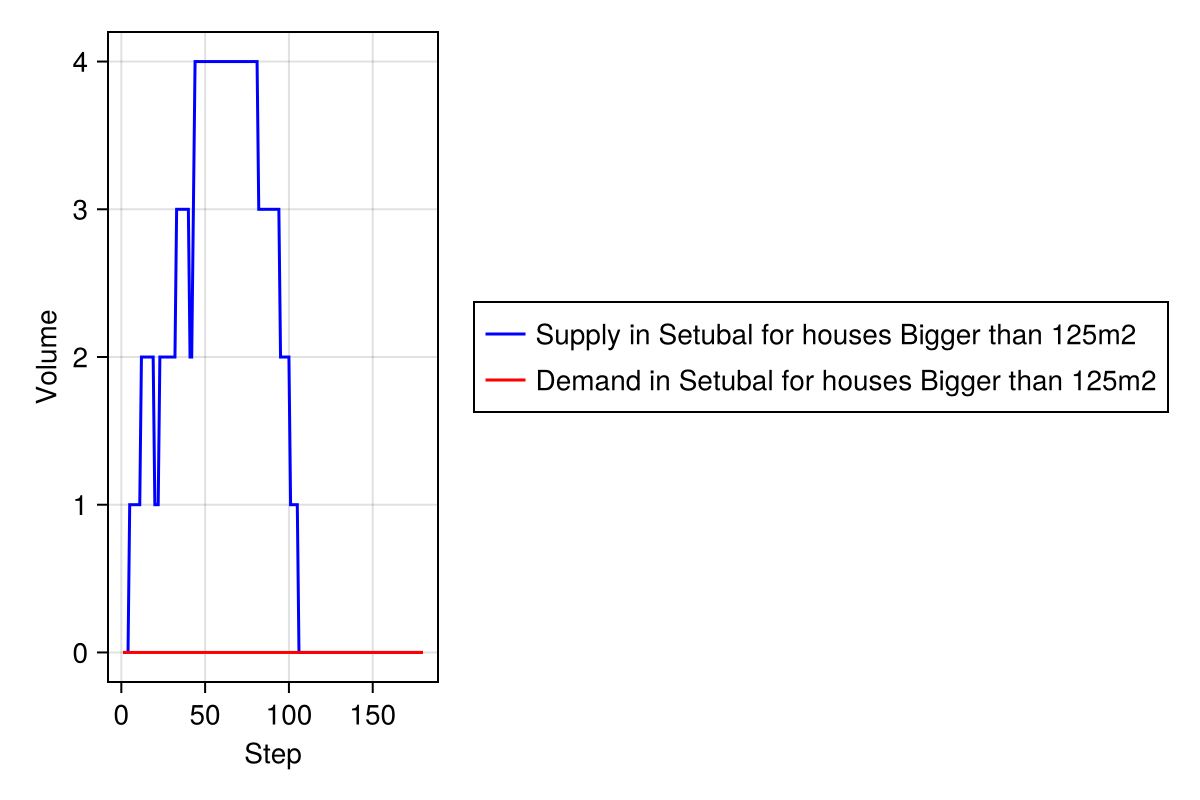 4
3
2
1
0
Volume
0 50 100 150
Step
Supply in Setubal for houses Bigger than 125m2
Demand in Setubal for houses Bigger than 125m2